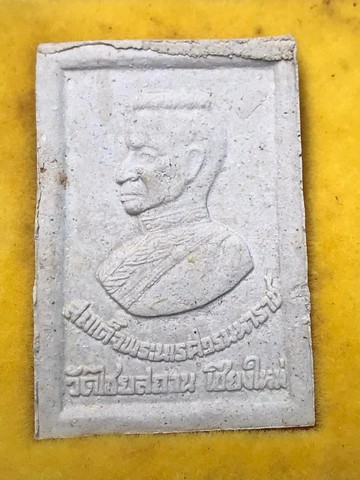 สมเด็จพระนเรศวรมหาราช
วัดไชยสถาน เชียงใหม่